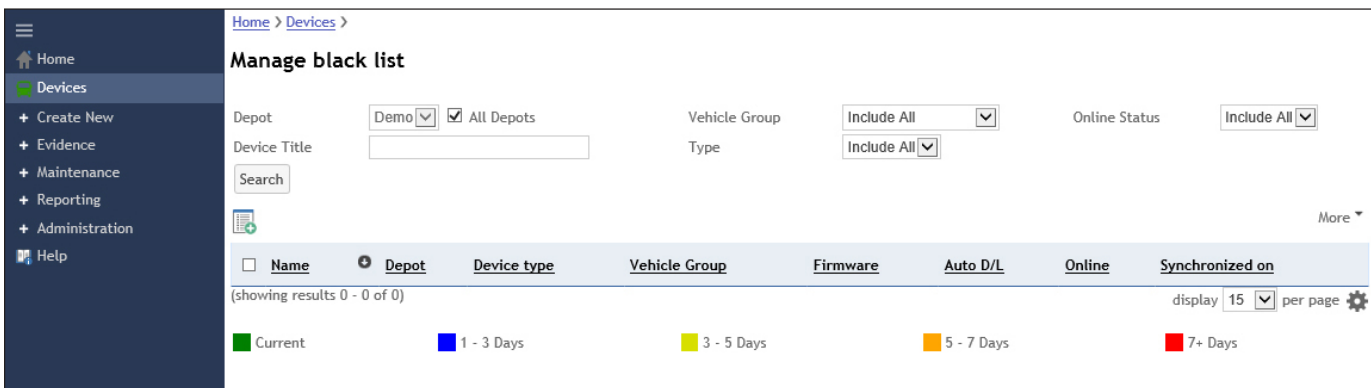 Home > Devices >
Home
Manage black list
Devices
+ Create New
Depot Demo All Depots Vehicle Group Include All Online Status Include All
+ Evidence
Device Title Type Include All
+ Maintenance
Search
+ Reporting
+ Administration
More
Help
Name Depot Device type Vehicle Group Firmware Auto D/L Online Synchronized on
(showing results 0 - 0 of 0) display 15 per page
Current 1 - 3 Days 3 - 5 Days 5 - 7 Days 7+ Days